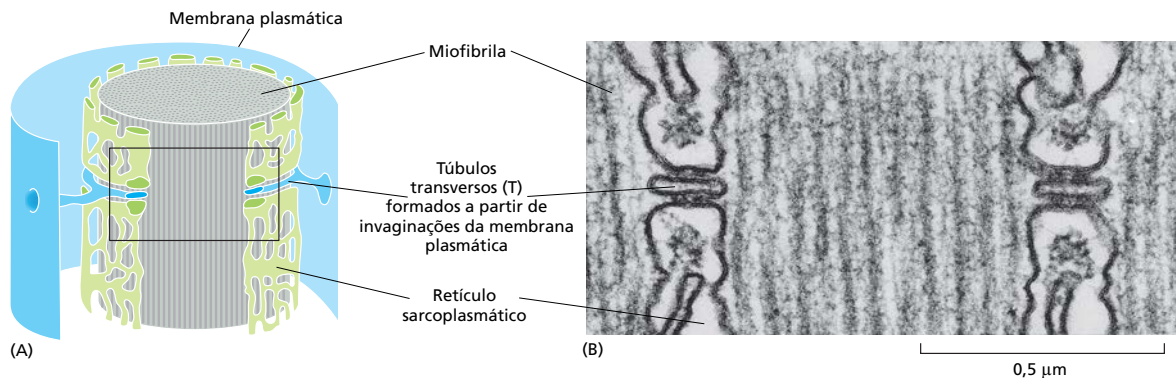 Membrana plasmática
Miofibrila
Túbulos
transversos (T)
formados a partir de
invaginações da membrana
plasmática
Retículo
sarcoplasmático
(A)
(B)
0,5 μm